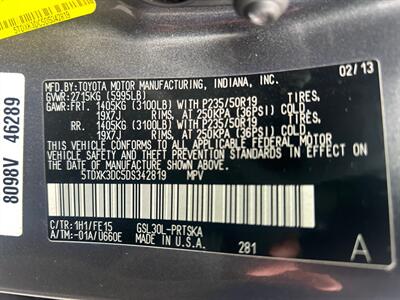 5TDXK3DC5DS342819
8098V 46289
MFD.BY:TOYOTA MOTOR MANUFACTURING, INDIANA, INC.
GVWR:2715KG (5995LB) 02/13
GAWR:FRT. 1405KG (3100LB) WITH P235/50R19 TIRES,
19X7J RIMS, AT 250KPA (36PSI) COLD
RR. 1405KG (3100LB) WITH P235/50R19 TIRES,
19X7J RIMS, AT 250KPA (36PSI) COLD
THIS VEHICLE CONFORMS TO ALL APPLICABLE FEDERAL MOTOR
VEHICLE SAFETY, BUMPER, AND THEFT PREVENTION STANDARDS IN EFFECT ON
THE DATE OF MANUFACTURE SHOWN ABOVE.
5TDXK3DC5DS342819 MPV
C/TR:1H1/FE15 GSL30L-PRTSKA
A/TM:-01A/U660E MADE IN U.S.A.
281 A